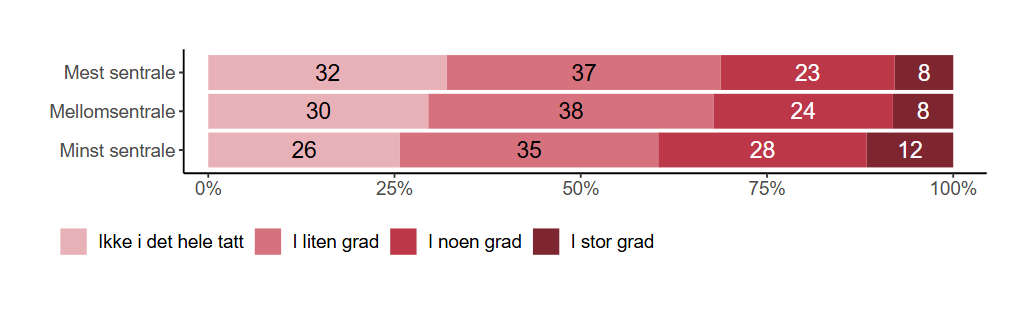 Mest sentrale 32 37 23 8
Mellomsentrale 30 38 24 8
Minst sentrale 26 35 28 12
0% 25% 50% 75% 100%
Ikke i det hele tatt I liten grad I noen grad I stor grad